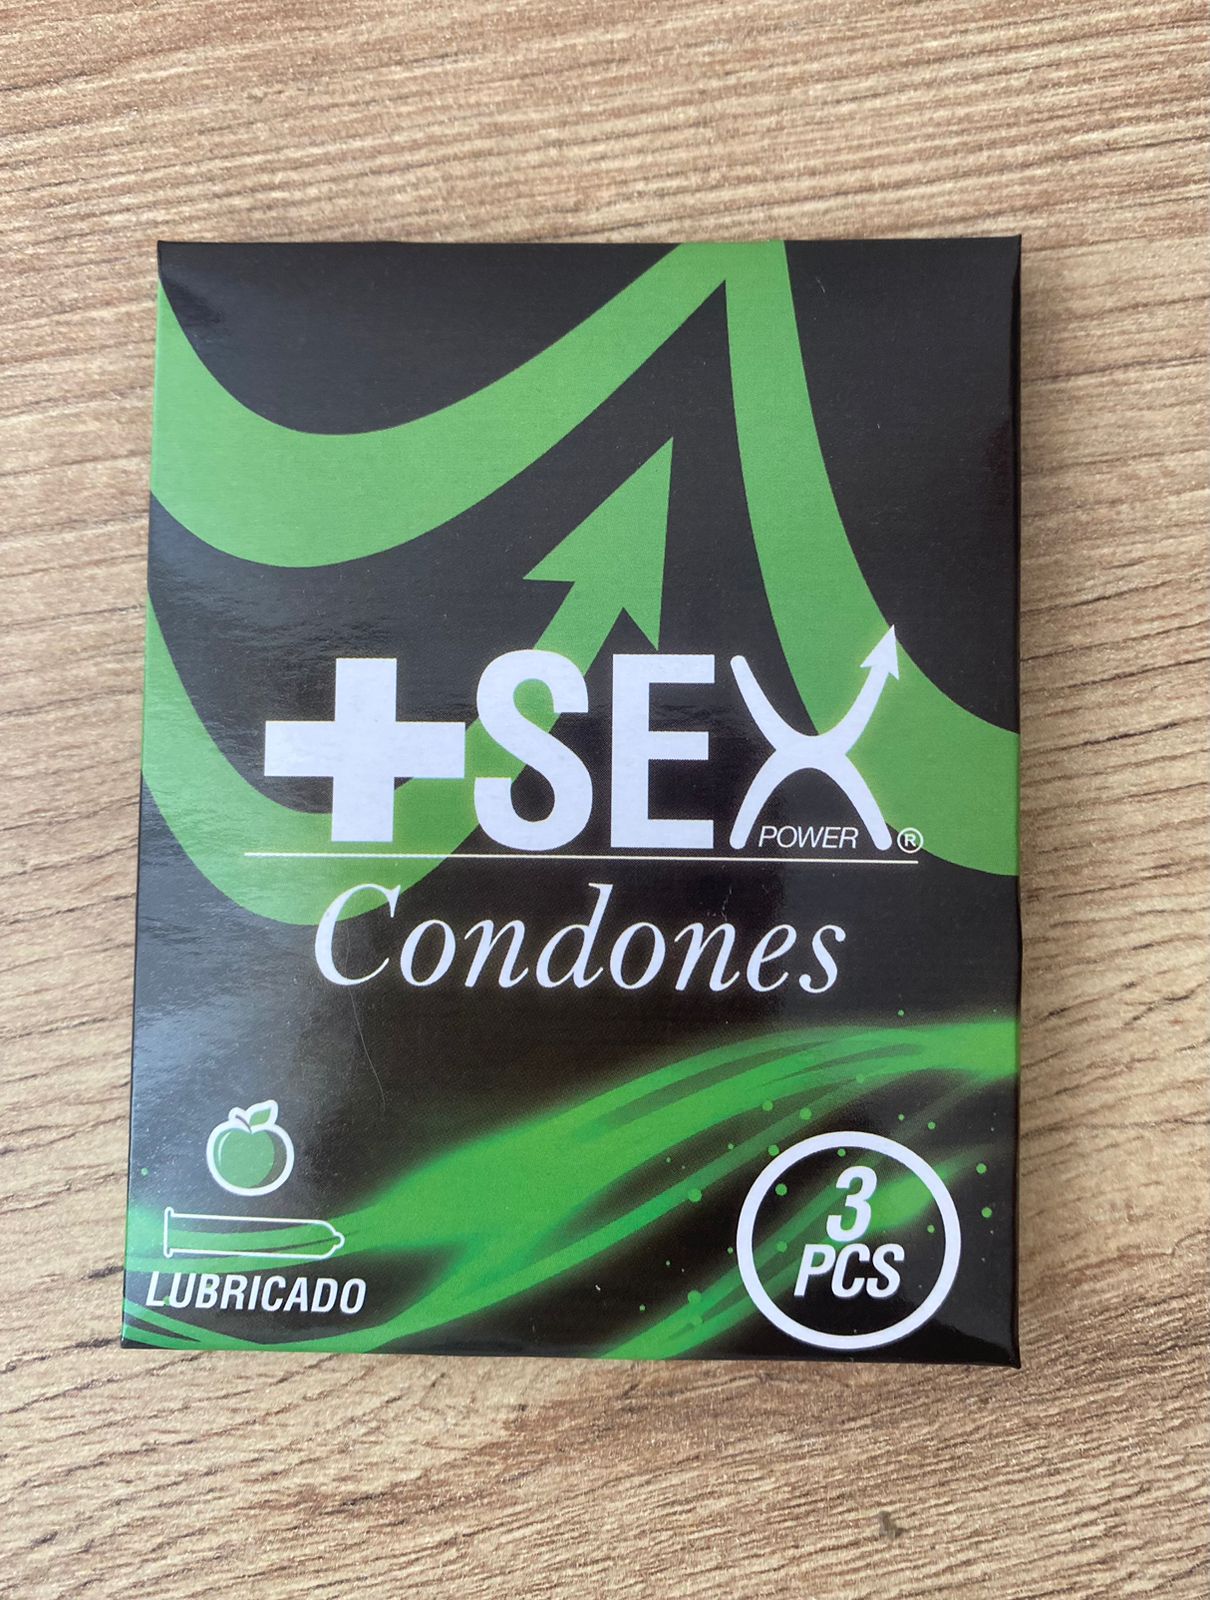 +SEX
POWER ®
Condones
LUBRICADO
3
PCS